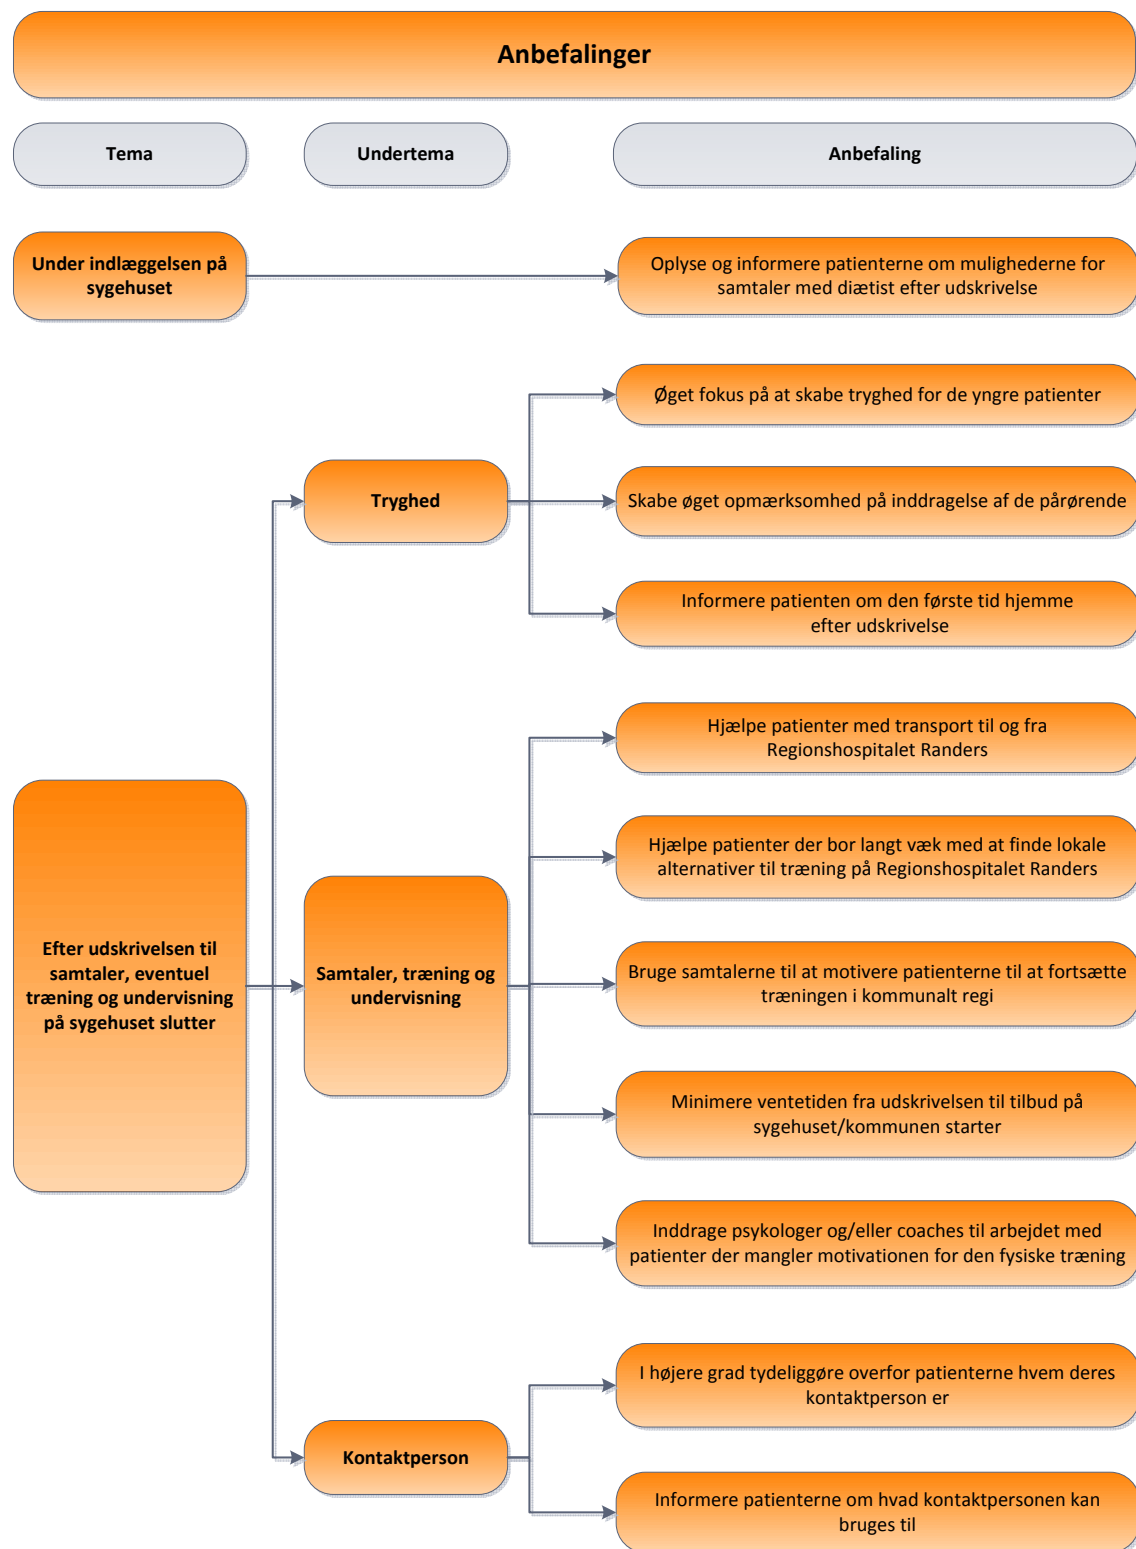 Anbefalinger
Tema
Undertema
Anbefaling
Under indlæggelsen på
sygehuset
Oplyse og informere patienterne om mulighederne for
samtaler med diætist efter udskrivelse
Efter udskrivelsen til
samtaler, eventuel
træning og undervisning
på sygehuset slutter
Tryghed
Øget fokus på at skabe tryghed for de yngre patienter
Skabe øget opmærksomhed på inddragelse af de pårørende
Informere patienten om den første tid hjemme
efter udskrivelse
Samtaler, træning og
undervisning
Hjælpe patienter med transport til og fra
Regionshospitalet Randers
Hjælpe patienter der bor langt væk med at finde lokale
alternativer til træning på Regionshospitalet Randers
Bruge samtalerne til at motivere patienterne til at fortsætte
træningen i kommunalt regi
Minimere ventetiden fra udskrivelsen til tilbud på
sygehuset/kommunen starter
Inddrage psykologer og/eller coaches til arbejdet med
patienter der mangler motivationen for den fysiske træning
Kontaktperson
I højere grad tydeliggøre overfor patienterne hvem deres
kontaktperson er
Informere patienterne om hvad kontaktpersonen kan
bruges til